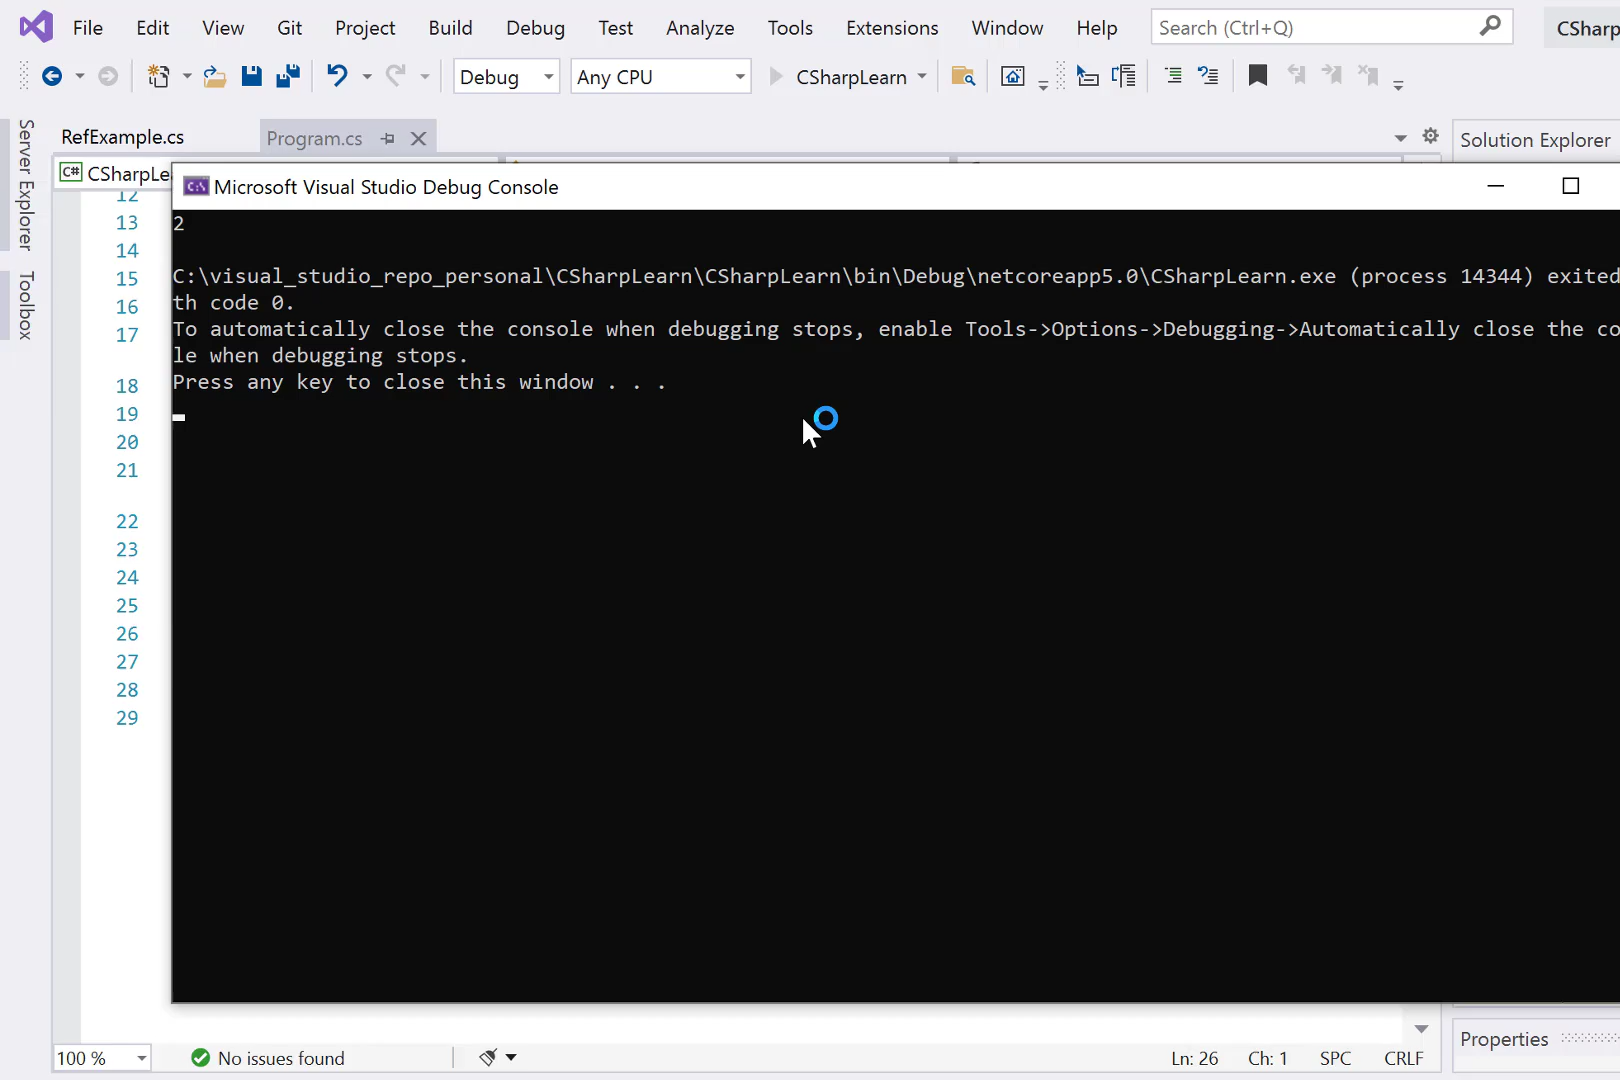 File Edit View Git Project Build Debug Test Analyze Tools Extensions Window Help Search (Ctrl+Q) CSharp
Debug Any CPU CSharpLearn
Server Explorer
Toolbox
RefExample.cs Program.cs Solution Explorer
C# CSharpLe
Microsoft Visual Studio Debug Console
12
13
14
15
16
17
18
19
20
21
22
23
24
25
26
27
28
29
2
C:\visual_studio_repo_personal\CSharpLearn\CSharpLearn\bin\Debug\netcoreapp5.0\CSharpLearn.exe (process 14344) exited
th code 0.
To automatically close the console when debugging stops, enable Tools->Options->Debugging->Automatically close the co
le when debugging stops.
Press any key to close this window . . .
Properties
100 % No issues found Ln: 26 Ch: 1 SPC CRLF